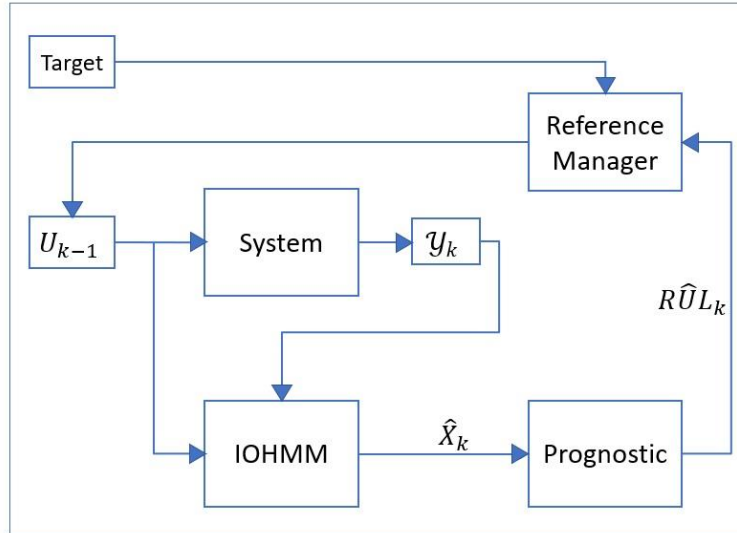 Target
Reference
Manager
U_{k−1}
System
𝒴_k
RÛL_k
IOHMM
X̂_k
Prognostic